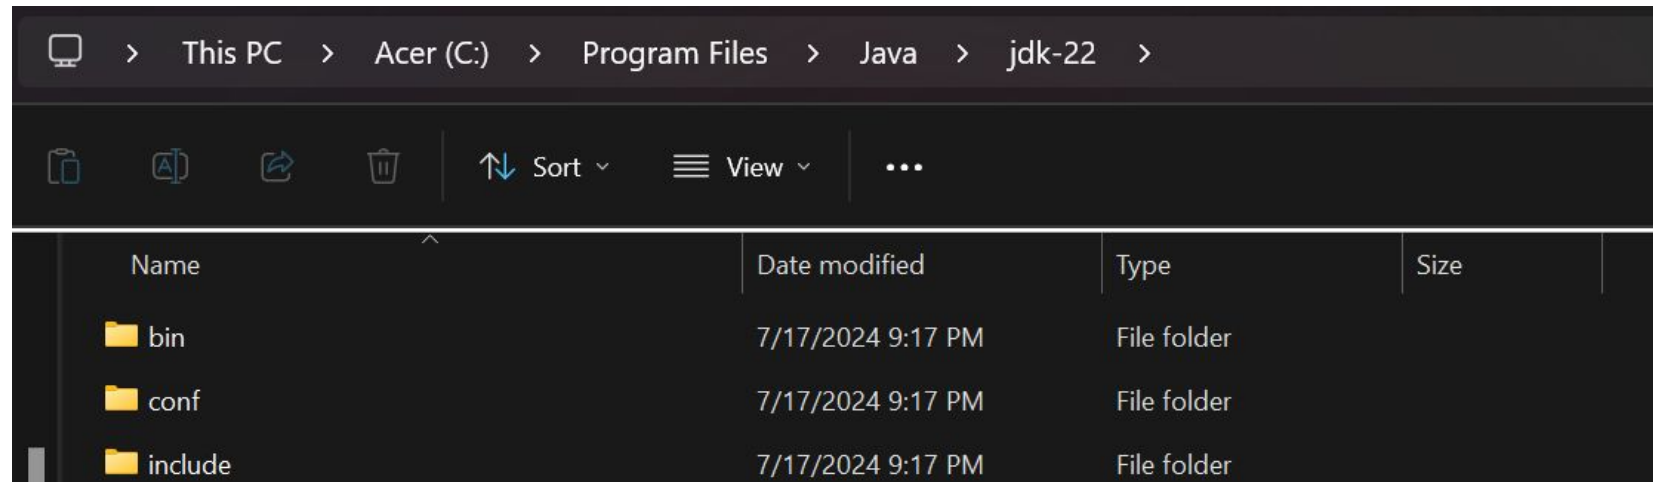 > This PC > Acer (C:) > Program Files > Java > jdk-22 >
Sort View •••
Name Date modified Type Size
bin 7/17/2024 9:17 PM File folder
conf 7/17/2024 9:17 PM File folder
include 7/17/2024 9:17 PM File folder